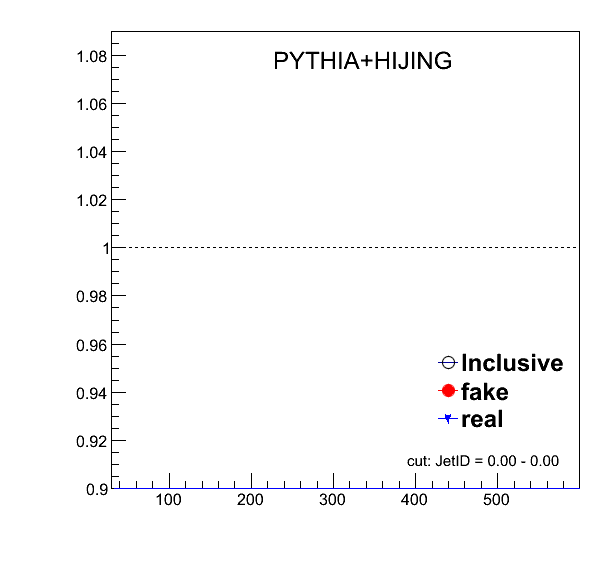 PYTHIA+HIJING
1.08
1.06
1.04
1.02
1
0.98
0.96
0.94
0.92
0.9
Inclusive
fake
real
cut: JetID = 0.00 - 0.00
100 200 300 400 500